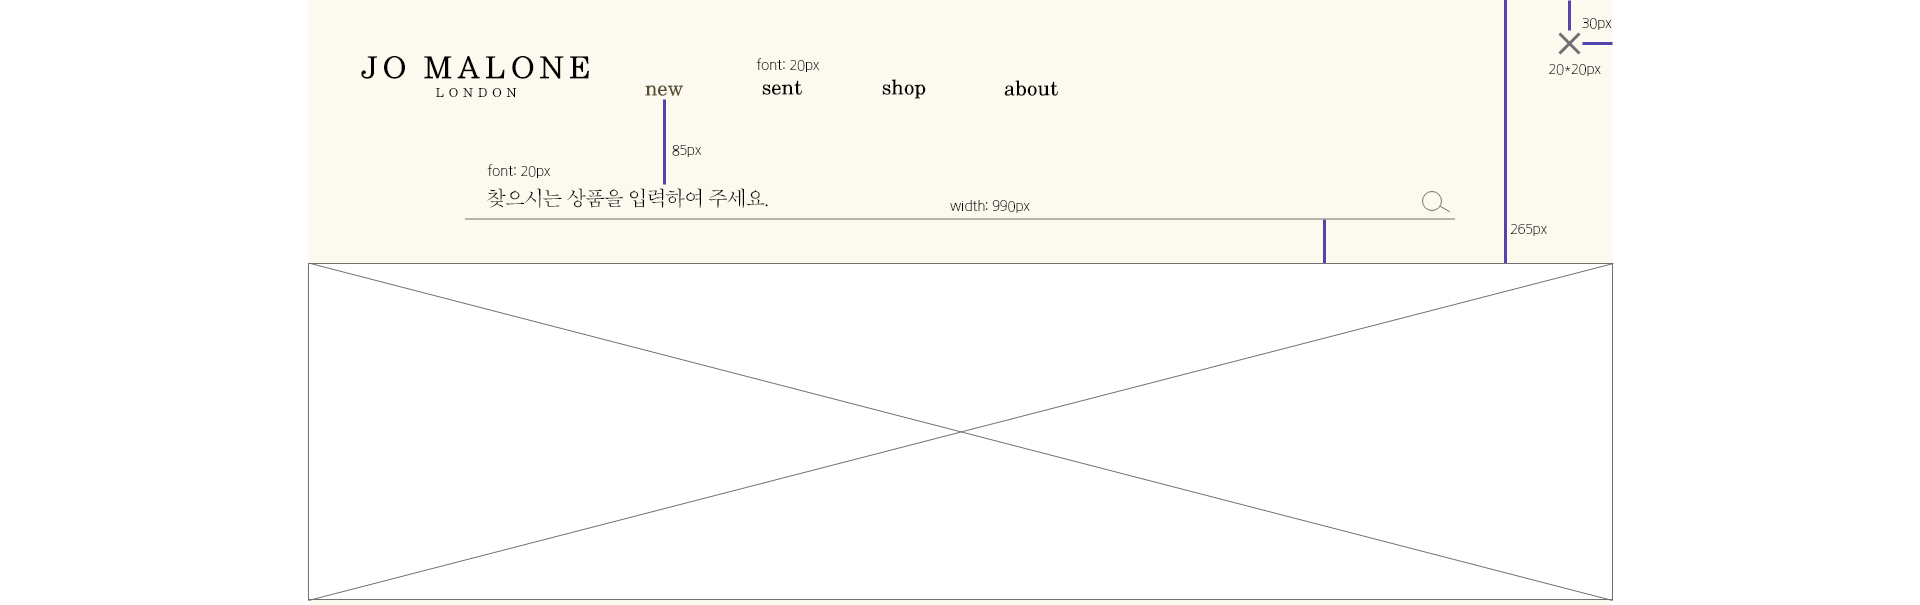 30px
JO MALONE
LONDON
font: 20px
20*20px
new sent shop about
85px
font: 20px
찾으시는 상품을 입력하여 주세요.
width: 990px
265px